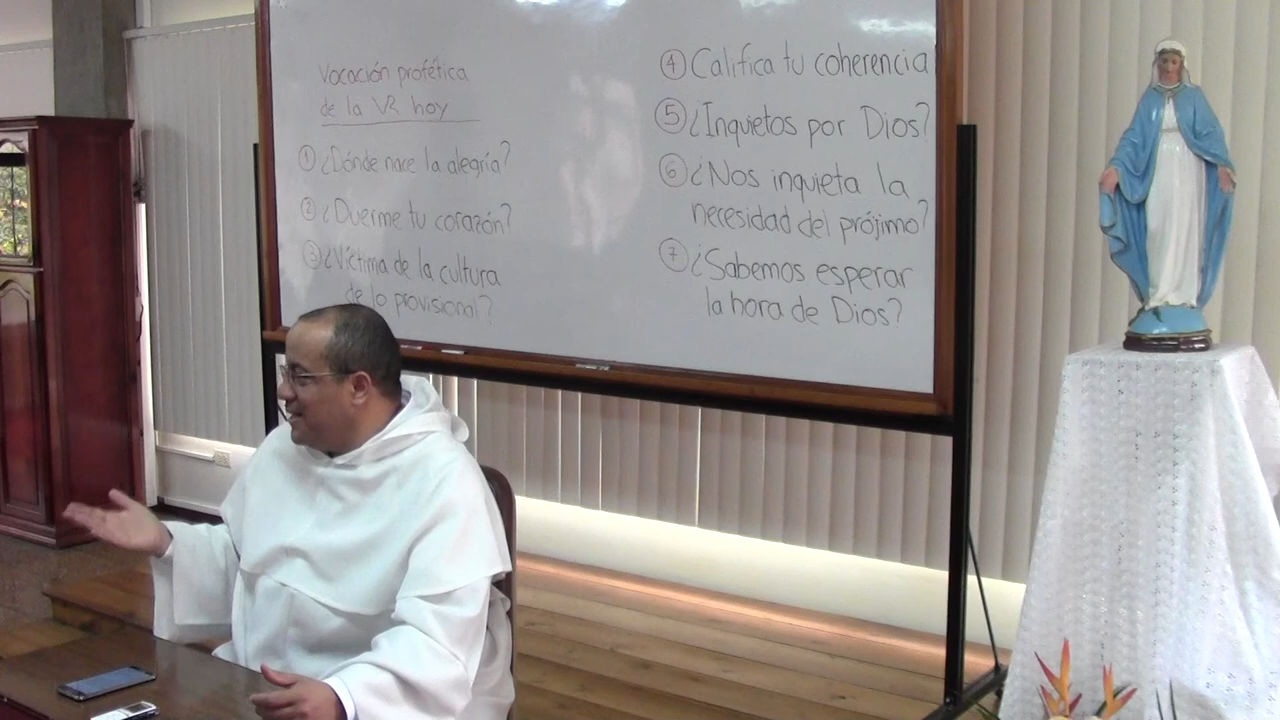 Vocación profética
de la VR hoy
① ¿Dónde nace la alegría?
② ¿Duerme tu corazón?
③ ¿Víctima de la cultura
de lo provisional?
④ Califica tu coherencia
⑤ ¿Inquietos por Dios?
⑥ ¿Nos inquieta la
necesidad del prójimo?
⑦ ¿Sabemos esperar
la hora de Dios?